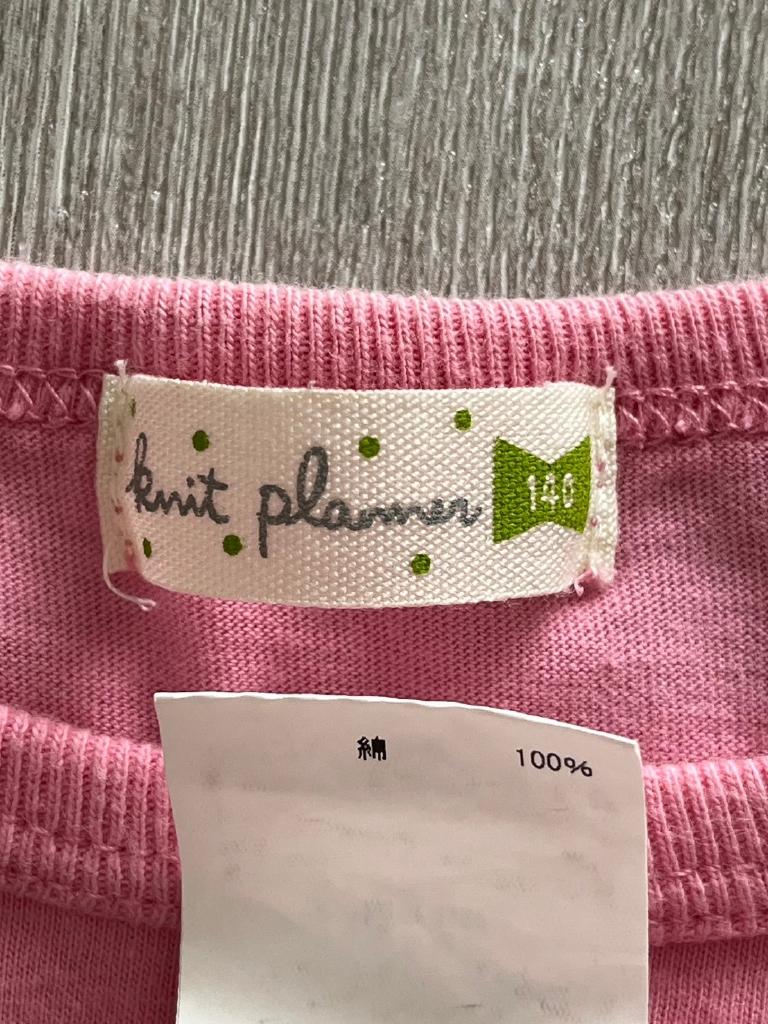 knit planner
140
綿 100%